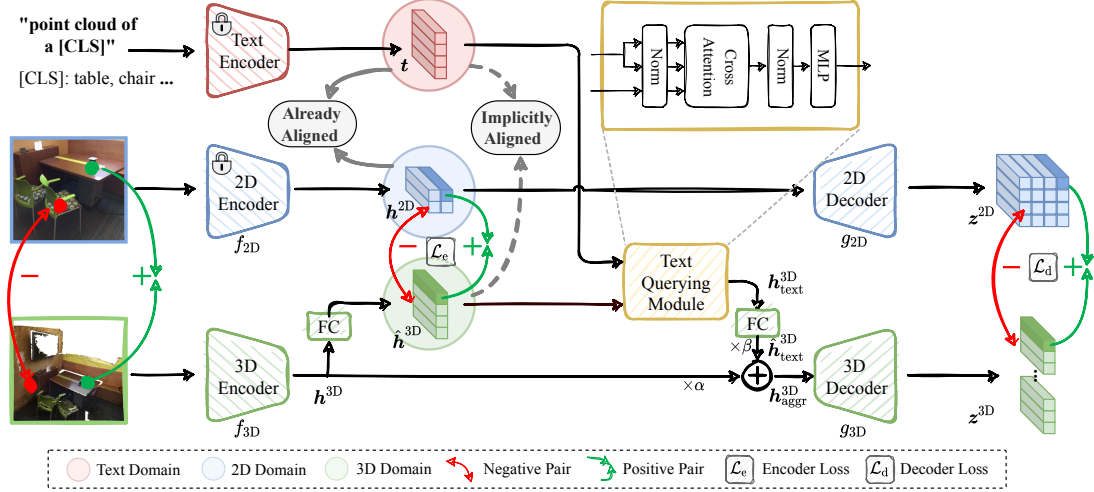 "point cloud of
a [CLS]"
[CLS]: table, chair ...
Text
Encoder
t
Already
Aligned
Implicitly
Aligned
Norm
Cross
Attention
Norm
MLP
2D
Encoder
f2D
h2D
− Le +
2D
Decoder
g2D
z2D
− +
− Ld +
Text
Querying
Module
h3Dtext
FC
ĥ3D
FC
×β ĥ3Dtext
3D
Encoder
f3D
h3D
×α
+
h3Daggr
3D
Decoder
g3D
z3D
...
Text Domain 2D Domain 3D Domain Negative Pair Positive Pair Le Encoder Loss Ld Decoder Loss